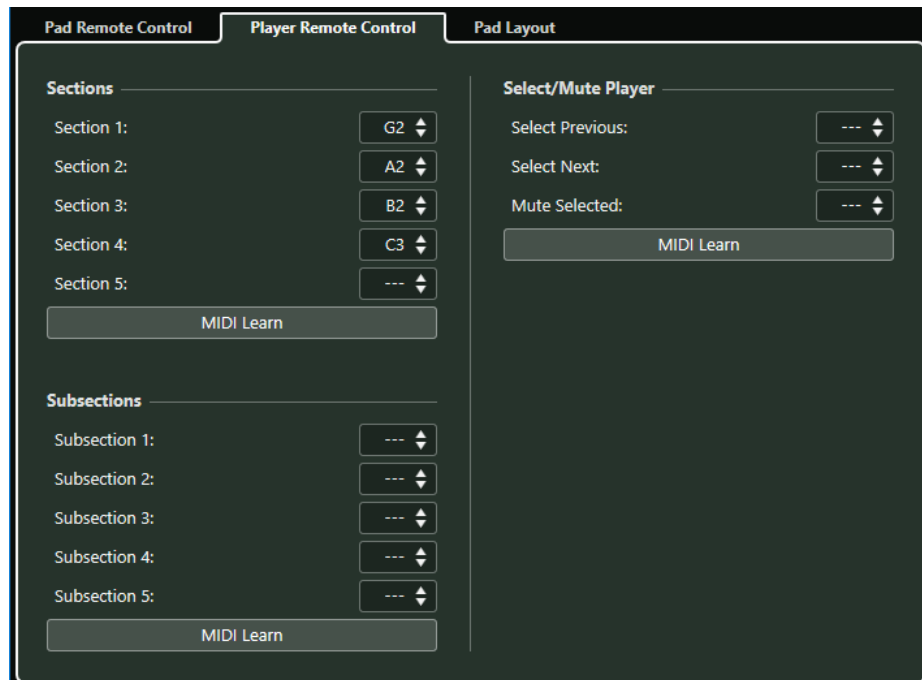 Pad Remote Control Player Remote Control Pad Layout
Sections
Section 1: G2
Section 2: A2
Section 3: B2
Section 4: C3
Section 5: ---
MIDI Learn
Subsections
Subsection 1: ---
Subsection 2: ---
Subsection 3: ---
Subsection 4: ---
Subsection 5: ---
MIDI Learn
Select/Mute Player
Select Previous: ---
Select Next: ---
Mute Selected: ---
MIDI Learn